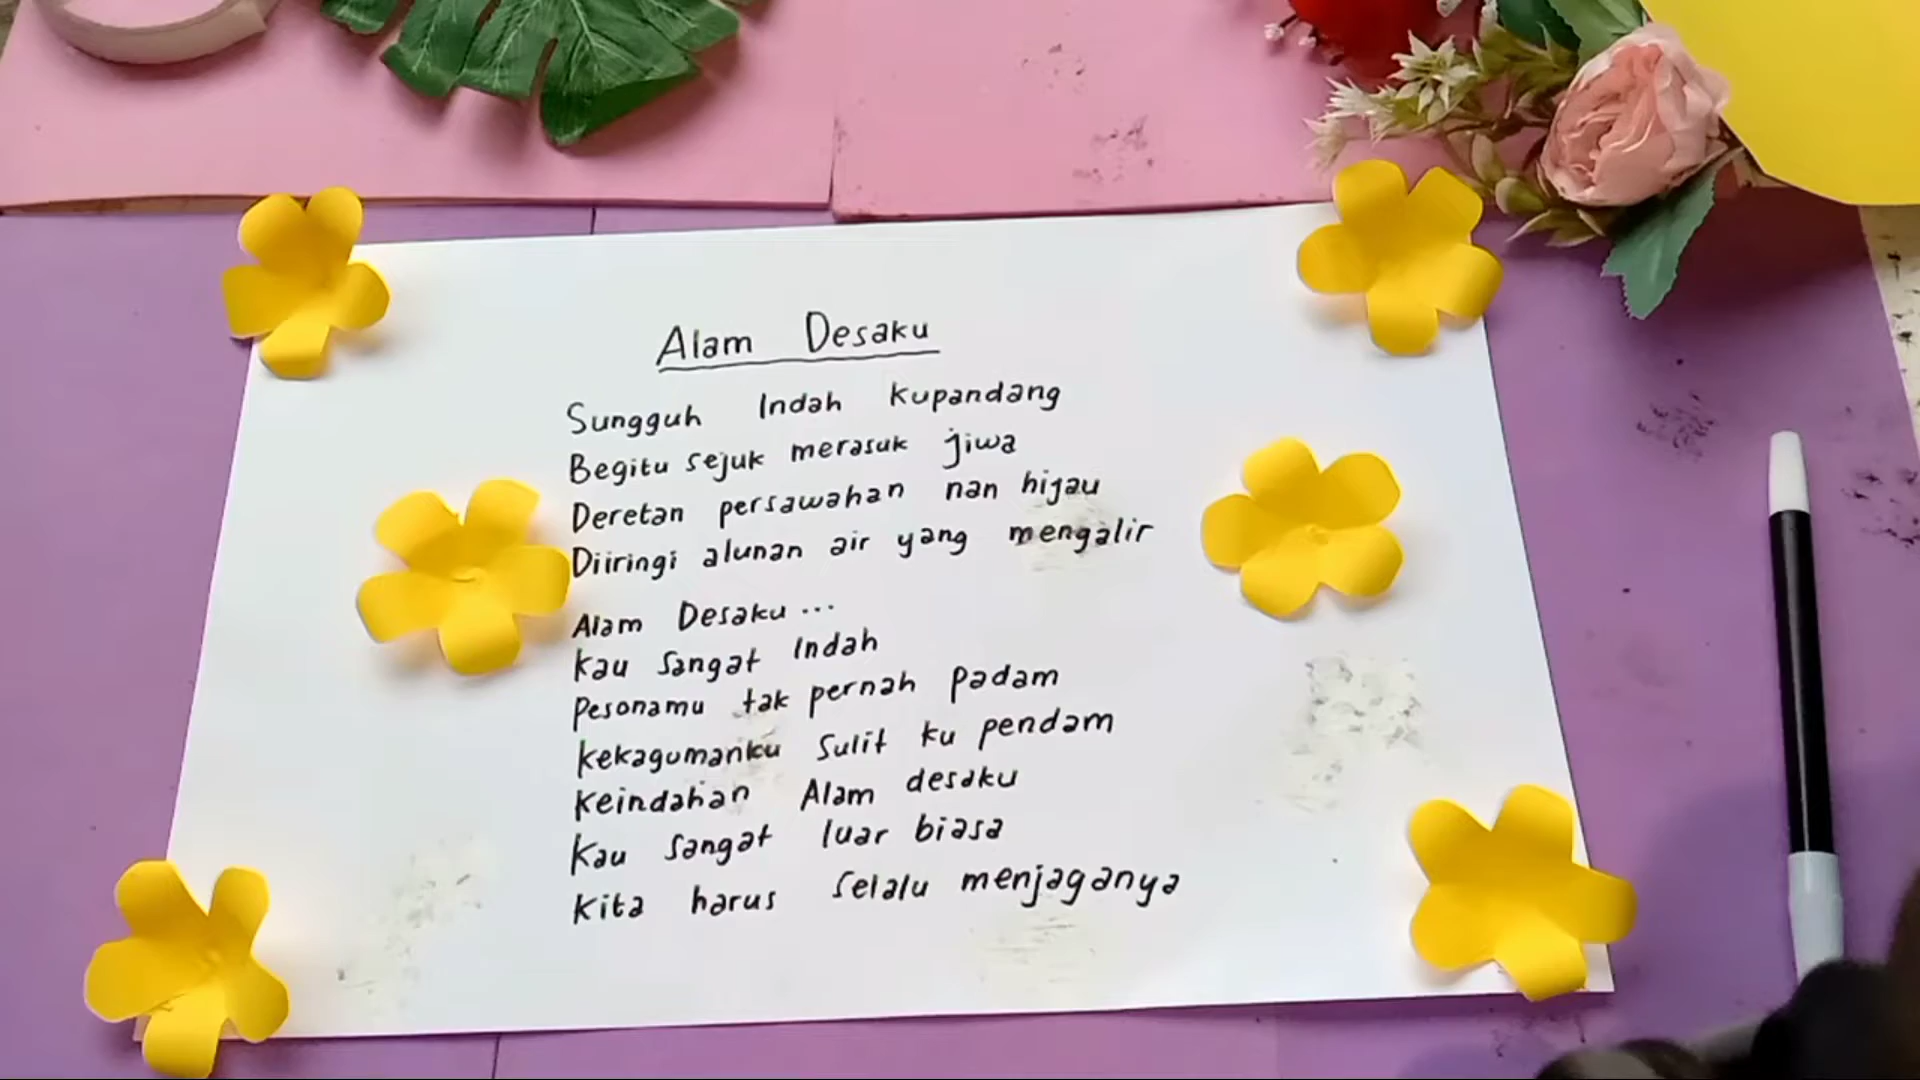 Alam Desaku
Sungguh Indah Kupandang
Begitu sejuk merasuk jiwa
Deretan persawahan nan hijau
Diiringi alunan air yang mengalir
Alam Desaku ...
Kau Sangat Indah
Pesonamu tak pernah padam
Kekagumanku Sulit ku pendam
Keindahan Alam desaku
Kau Sangat luar biasa
Kita harus Selalu menjaganya